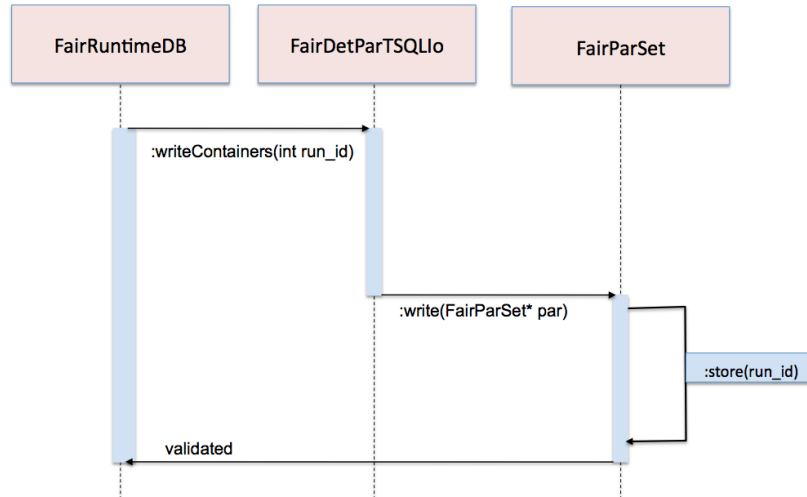 FairRuntimeDB
FairDetParTSQLIo
FairParSet
:writeContainers(int run_id)
:write(FairParSet* par)
:store(run_id)
validated